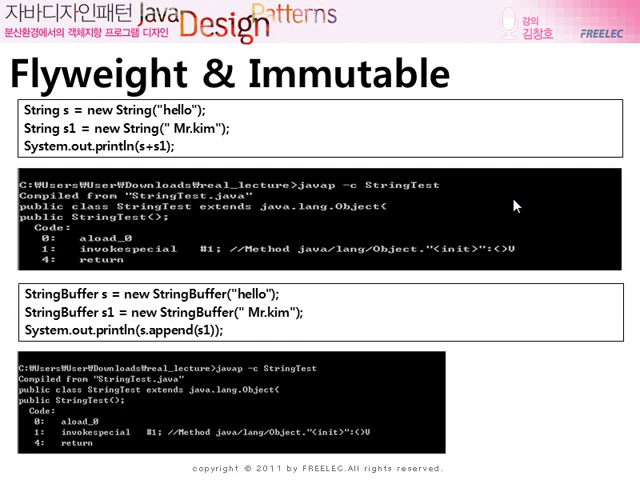 자바디자인패턴 Java Design Patterns
분산환경에서의 객체지향 프로그램 디자인
강의
김창호
FREELEC
Flyweight & Immutable
String s = new String("hello");
String s1 = new String(" Mr.kim");
System.out.println(s+s1);
C:₩Users₩User₩Downloads₩real_lecture>javap -c StringTest
Compiled from "StringTest.java"
public class StringTest extends java.lang.Object{
public StringTest();
Code:
0: aload_0
1: invokespecial #1; //Method java/lang/Object."<init>":()V
4: return
StringBuffer s = new StringBuffer("hello");
StringBuffer s1 = new StringBuffer(" Mr.kim");
System.out.println(s.append(s1));
C:₩Users₩User₩Downloads₩real_lecture>javap -c StringTest
Compiled from "StringTest.java"
public class StringTest extends java.lang.Object{
public StringTest();
Code:
0: aload_0
1: invokespecial #1; //Method java/lang/Object."<init>":()V
4: return
copyright © 2011 by FREELEC.All rights reserved.